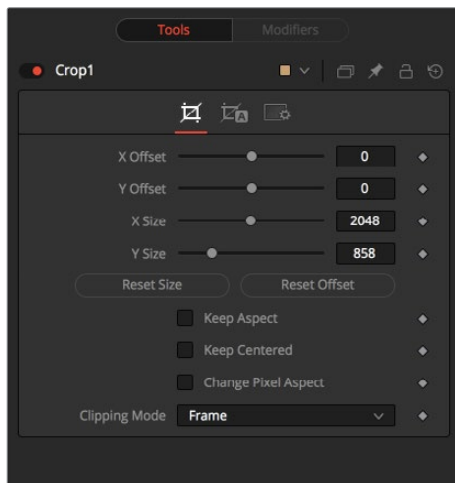 Tools Modifiers
Crop1
A
X Offset 0
Y Offset 0
X Size 2048
Y Size 858
Reset Size Reset Offset
Keep Aspect
Keep Centered
Change Pixel Aspect
Clipping Mode Frame